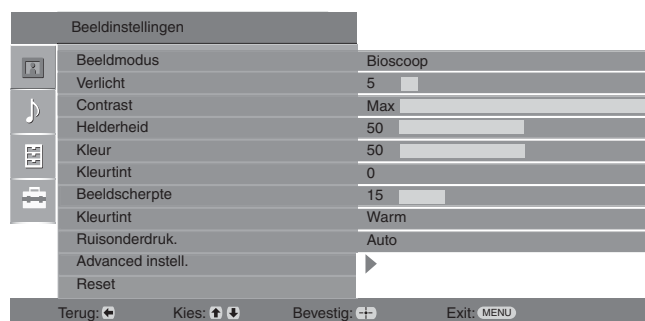 Beeldinstellingen
Beeldmodus Bioscoop
Verlicht 5
Contrast Max
Helderheid 50
Kleur 50
Kleurtint 0
Beeldscherpte 15
Kleurtint Warm
Ruisonderdruk. Auto
Advanced instell.
Reset
Terug: Kies: Bevestig: Exit: MENU